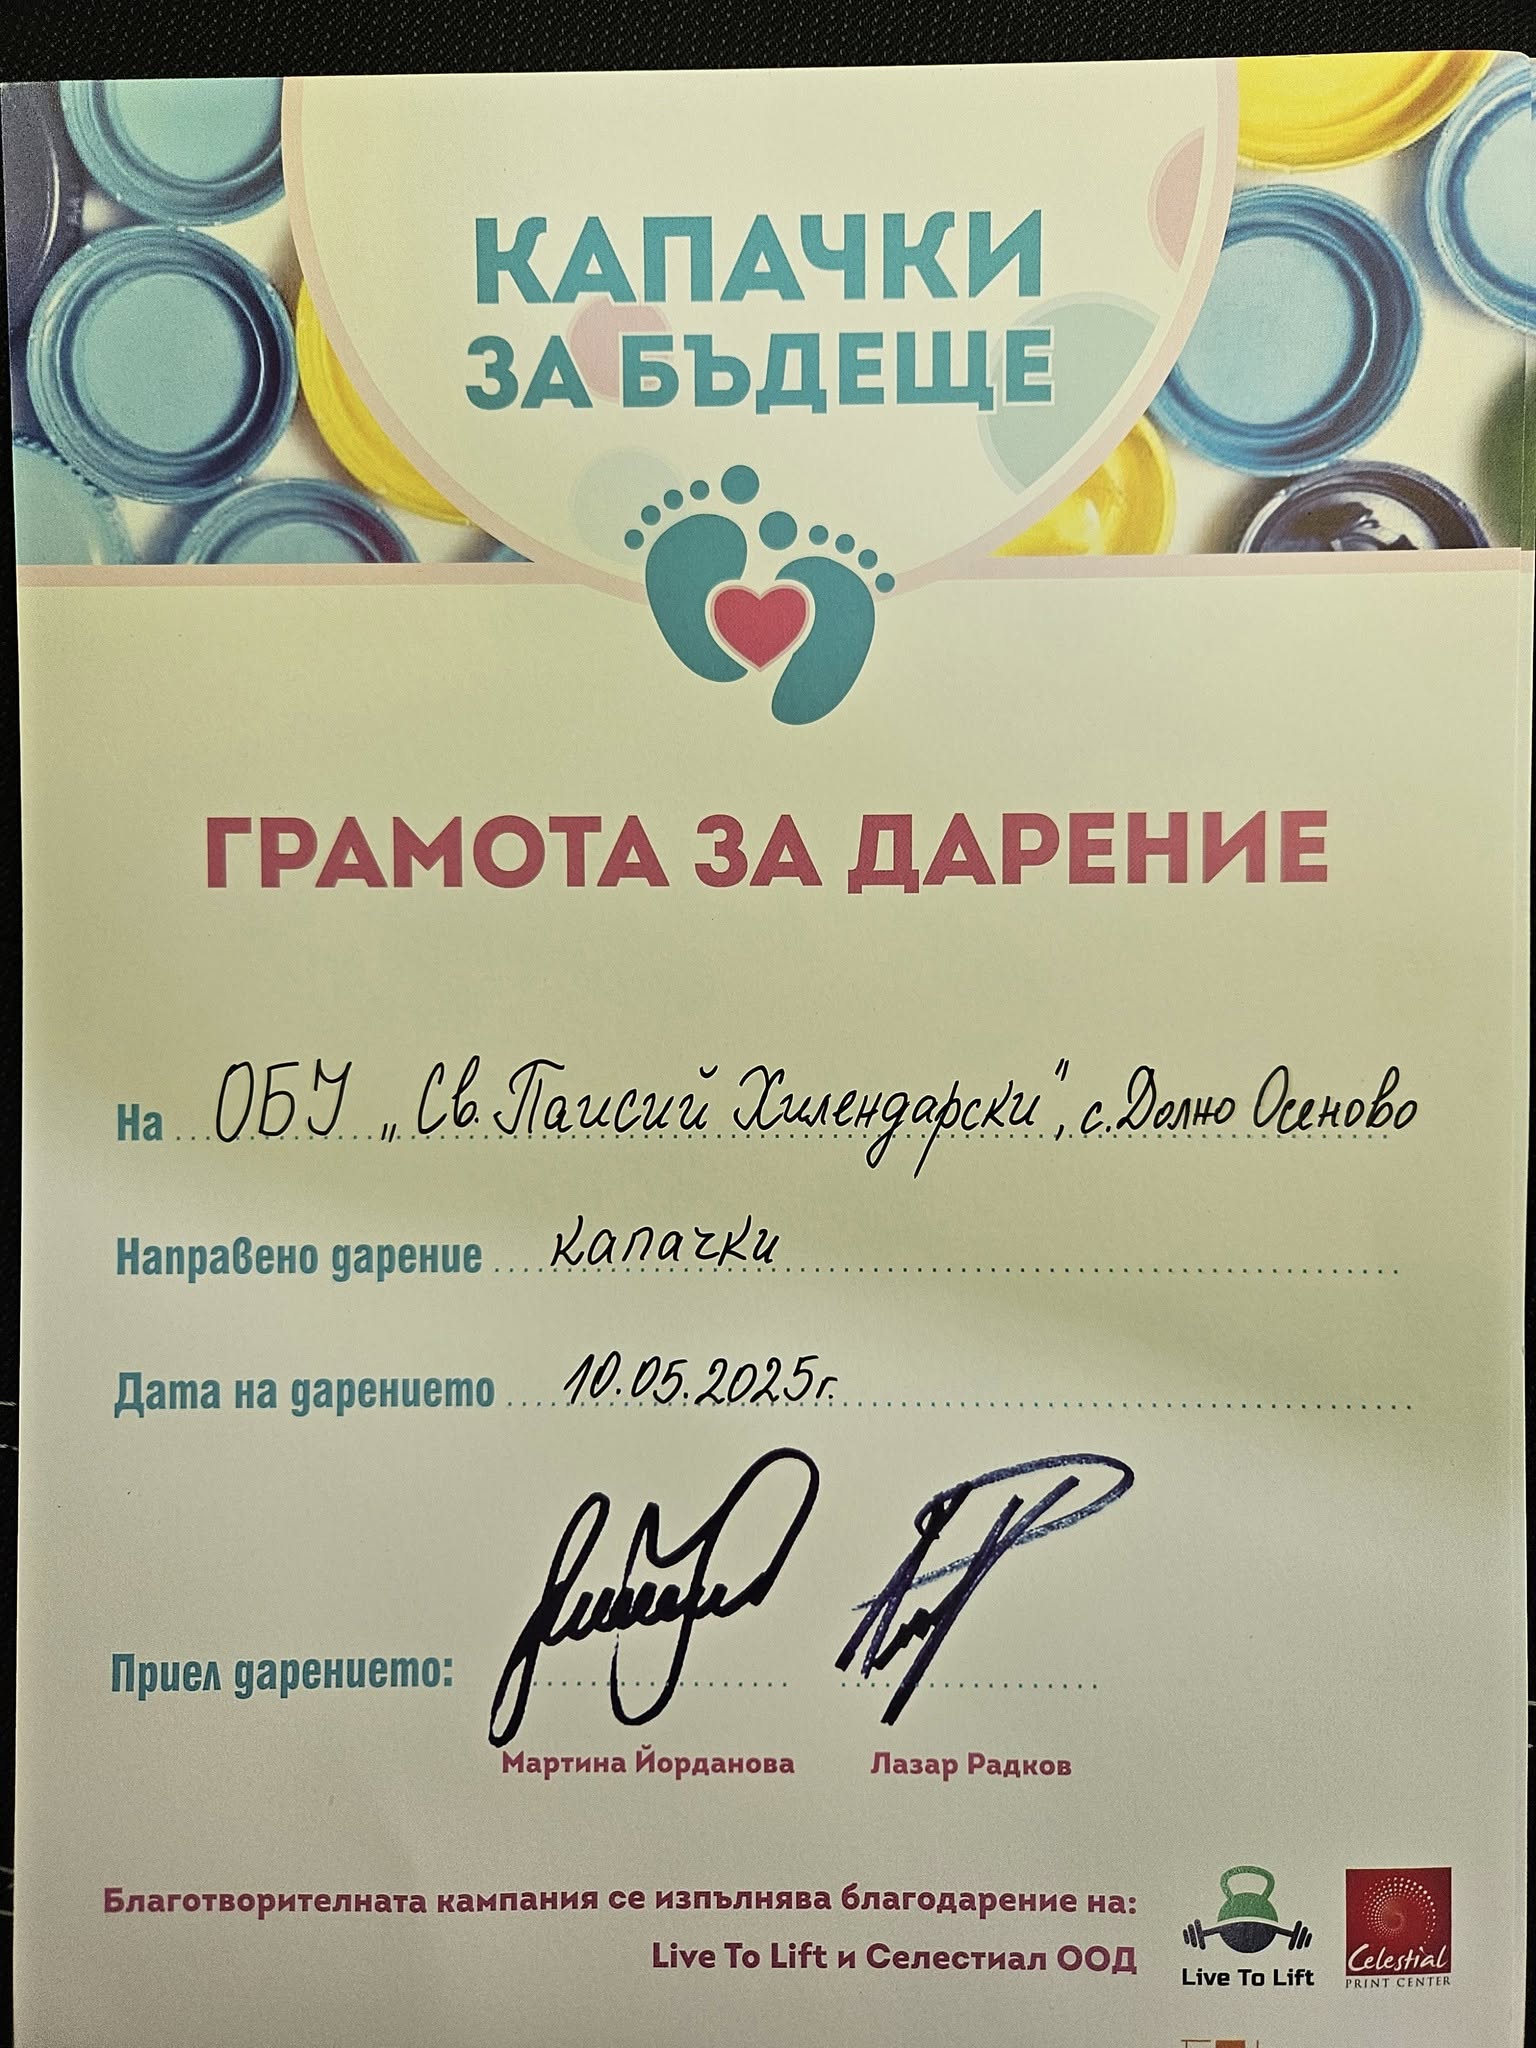 КАПАЧКИ
ЗА БЪДЕЩЕ
ГРАМОТА ЗА ДАРЕНИЕ
На ОБУ „Св. Паисий Хилендарски", с. Долно Осеново
Направено дарение капачки
Дата на дарението 10.05.2025г.
Приел дарението:
Мартина Йорданова Лазар Радков
Благотворителната кампания се изпълнява благодарение на:
Live To Lift и Селестиал ООД
Live To Lift
Celestial
PRINT CENTER